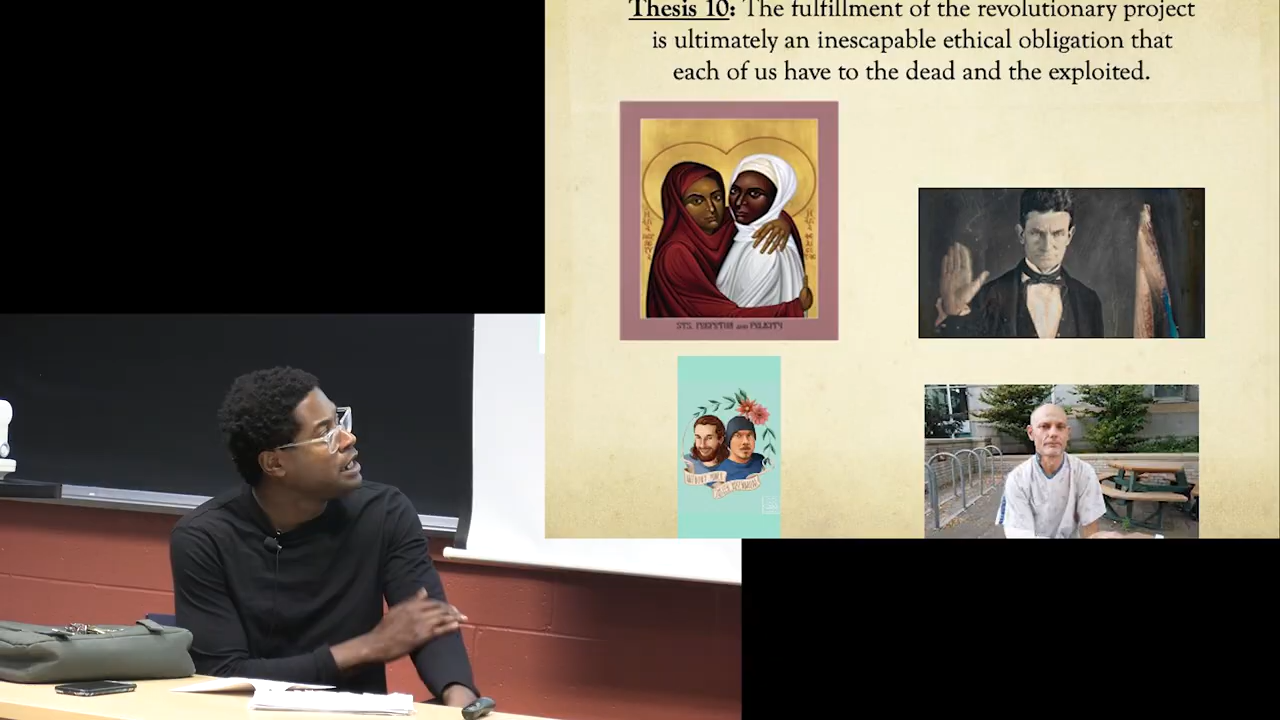 Thesis 10: The fulfillment of the revolutionary project
is ultimately an inescapable ethical obligation that
each of us have to the dead and the exploited.
STS. PERPETUA AND FELICITY